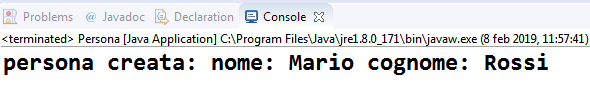 Problems @ Javadoc Declaration Console
<terminated> Persona [Java Application] C:\Program Files\Java\jre1.8.0_171\bin\javaw.exe (8 feb 2019, 11:57:41)
persona creata: nome: Mario cognome: Rossi